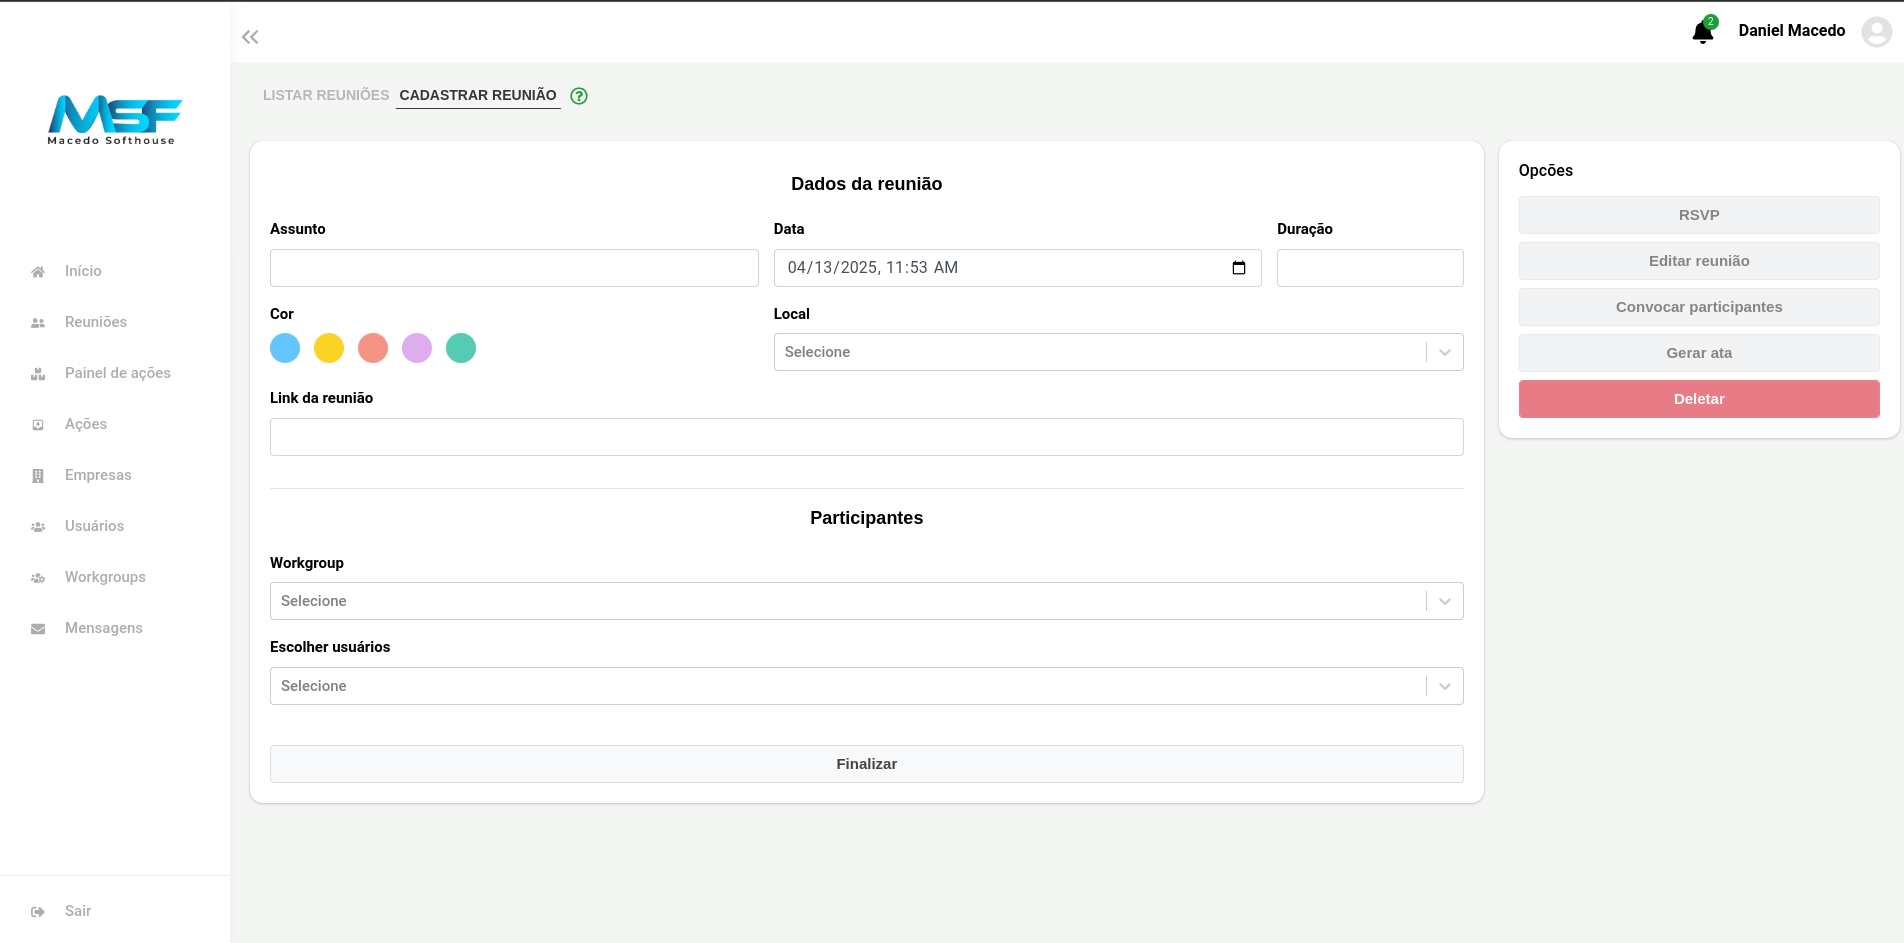 2
Daniel Macedo
MSF
Macedo Softhouse
Início
Reuniões
Painel de ações
Ações
Empresas
Usuários
Workgroups
Mensagens
Sair
LISTAR REUNIÕES CADASTRAR REUNIÃO ?
Dados da reunião
Assunto
Data
Duração
04/13/2025, 11:53 AM
Cor
Local
Selecione
Link da reunião
Participantes
Workgroup
Selecione
Escolher usuários
Selecione
Finalizar
Opcões
RSVP
Editar reunião
Convocar participantes
Gerar ata
Deletar